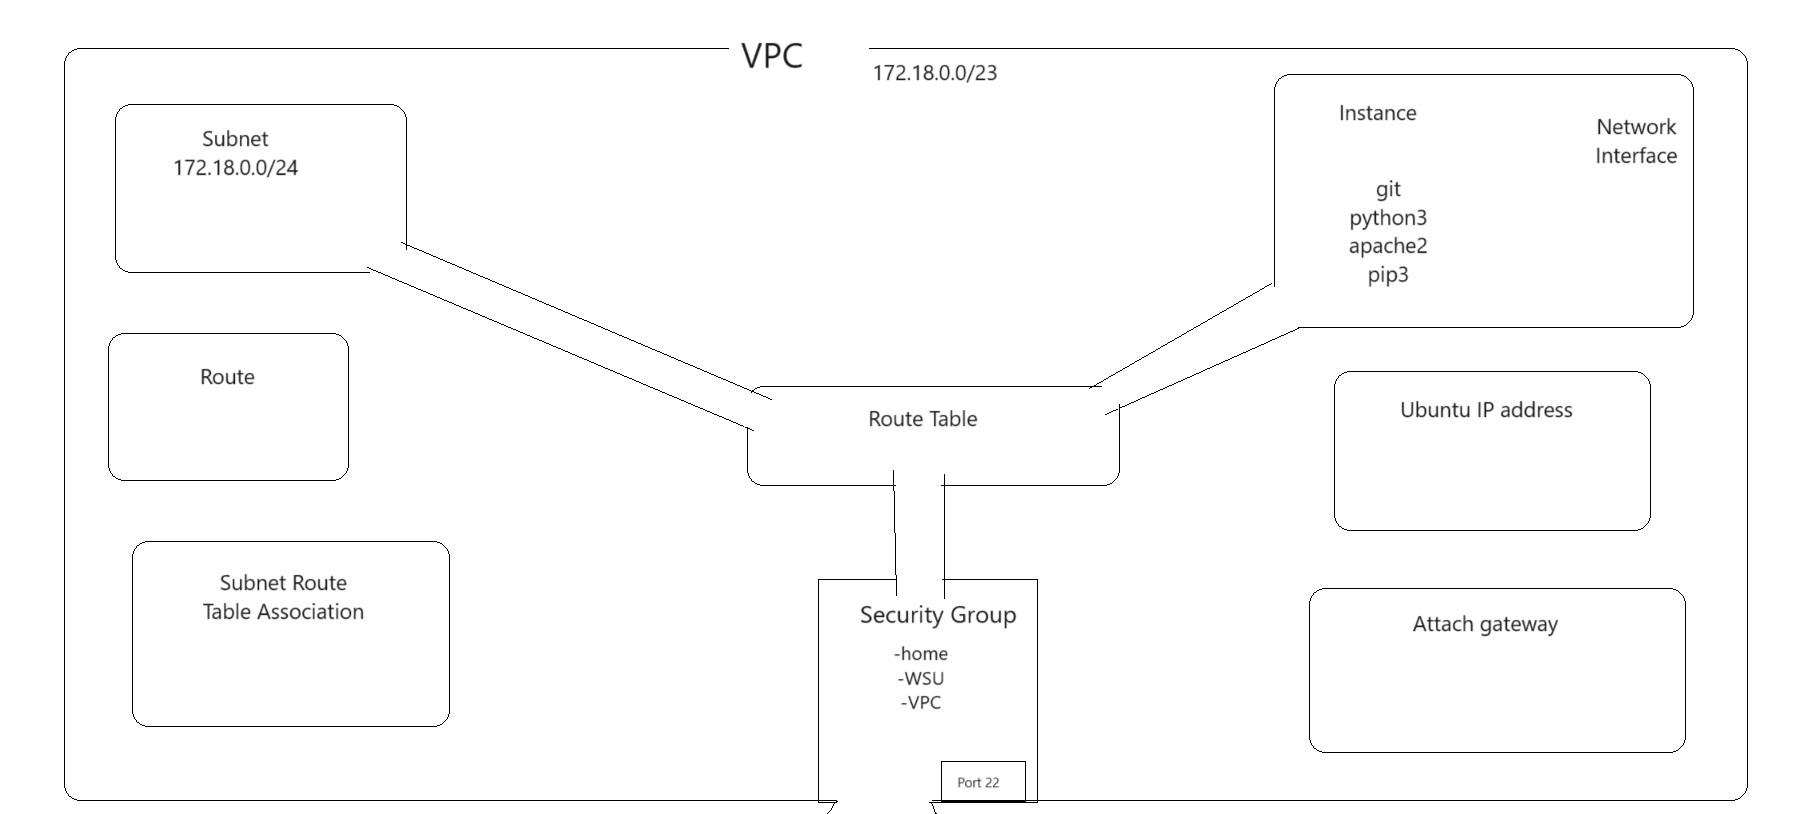 VPC
172.18.0.0/23
Subnet
172.18.0.0/24
Instance
Network
Interface
git
python3
apache2
pip3
Route
Route Table
Ubuntu IP address
Subnet Route
Table Association
Security Group
-home
-WSU
-VPC
Port 22
Attach gateway